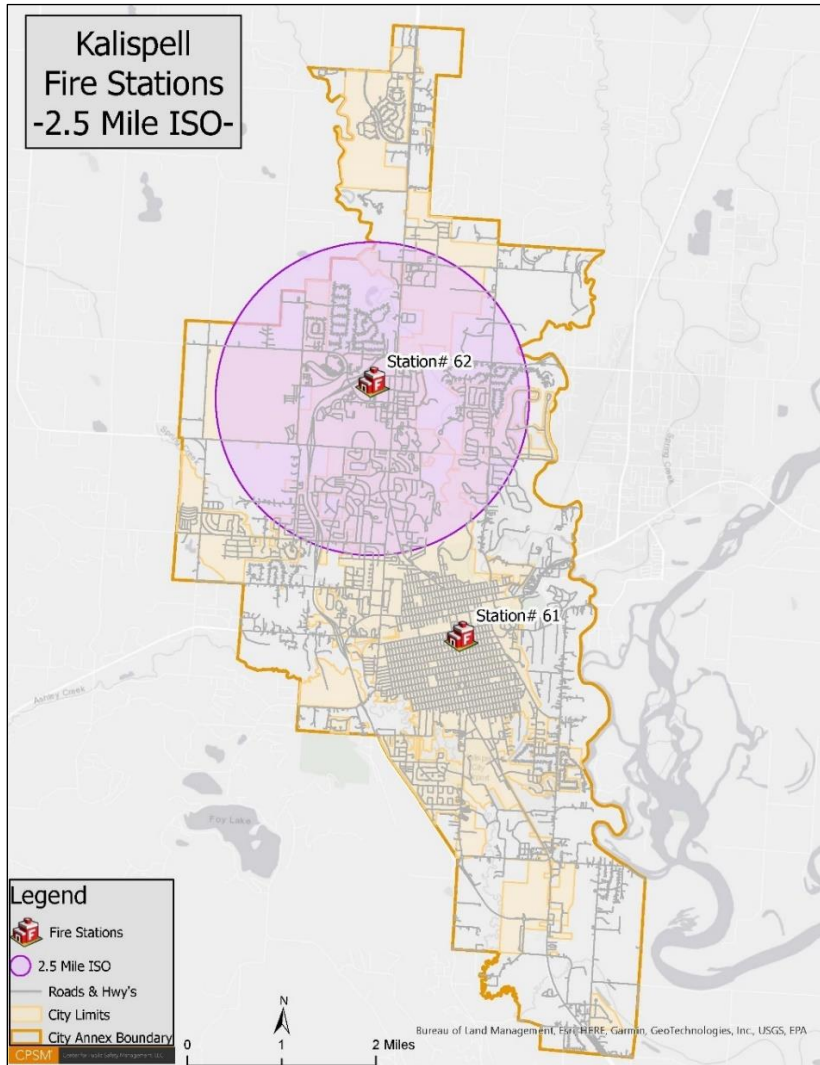 Kalispell
Fire Stations
-2.5 Mile ISO-
Station# 62
Spring Creek
Station# 61
Ashley Creek
Foy Lake
Legend
F Fire Stations
2.5 Mile ISO
Roads & Hwy's
City Limits
City Annex Boundary
CPSM
N
0 1 2 Miles
Bureau of Land Management, Esri, HERE, Garmin, GeoTechnologies, Inc., USGS, EPA